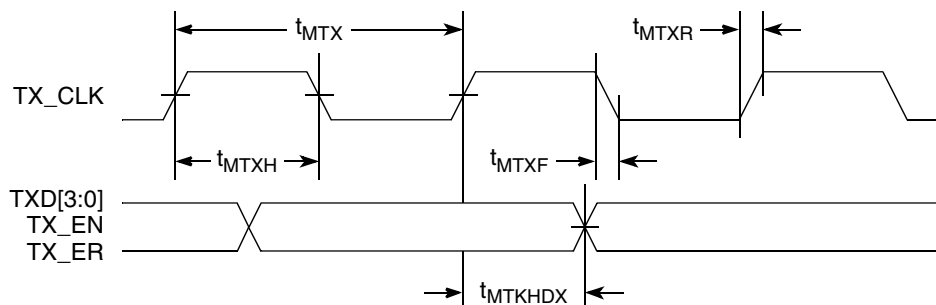 tMTX
tMTXR
TX_CLK
tMTXH
tMTXF
TXD[3:0]
TX_EN
TX_ER
tMTKHDX